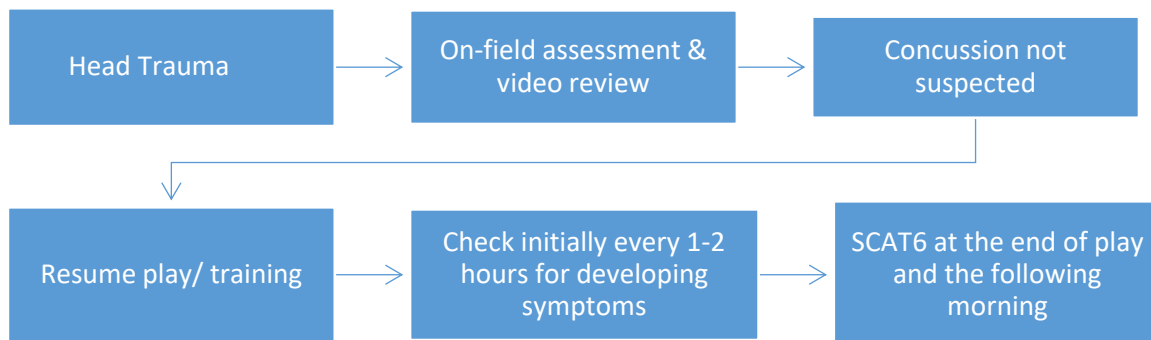 Head Trauma
On-field assessment &
video review
Concussion not
suspected
Resume play/ training
Check initially every 1-2
hours for developing
symptoms
SCAT6 at the end of play
and the following
morning